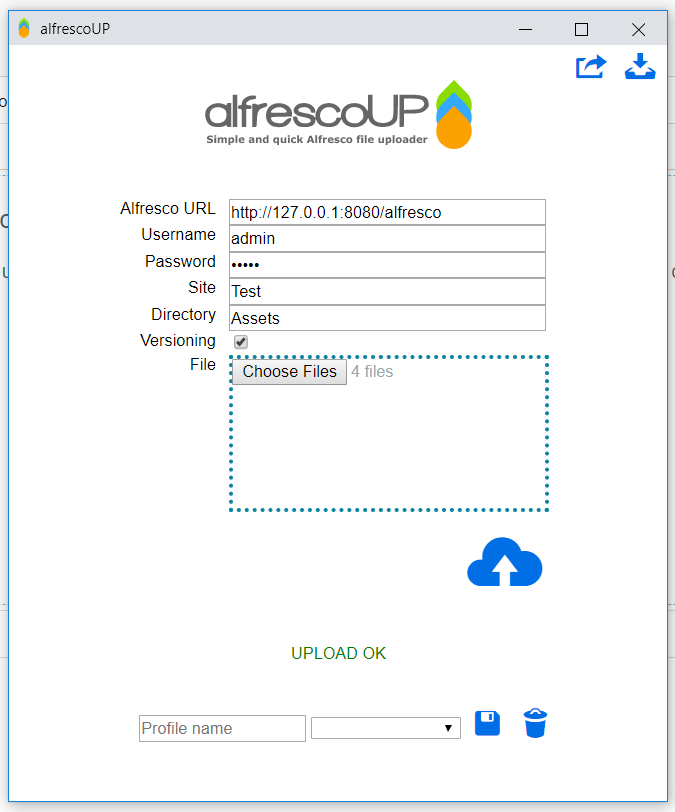 alfrescoUP
alfrescoUP
Simple and quick Alfresco file uploader
Alfresco URL http://127.0.0.1:8080/alfresco
Username admin
Password •••••
Site Test
Directory Assets
Versioning
File Choose Files 4 files
UPLOAD OK
Profile name